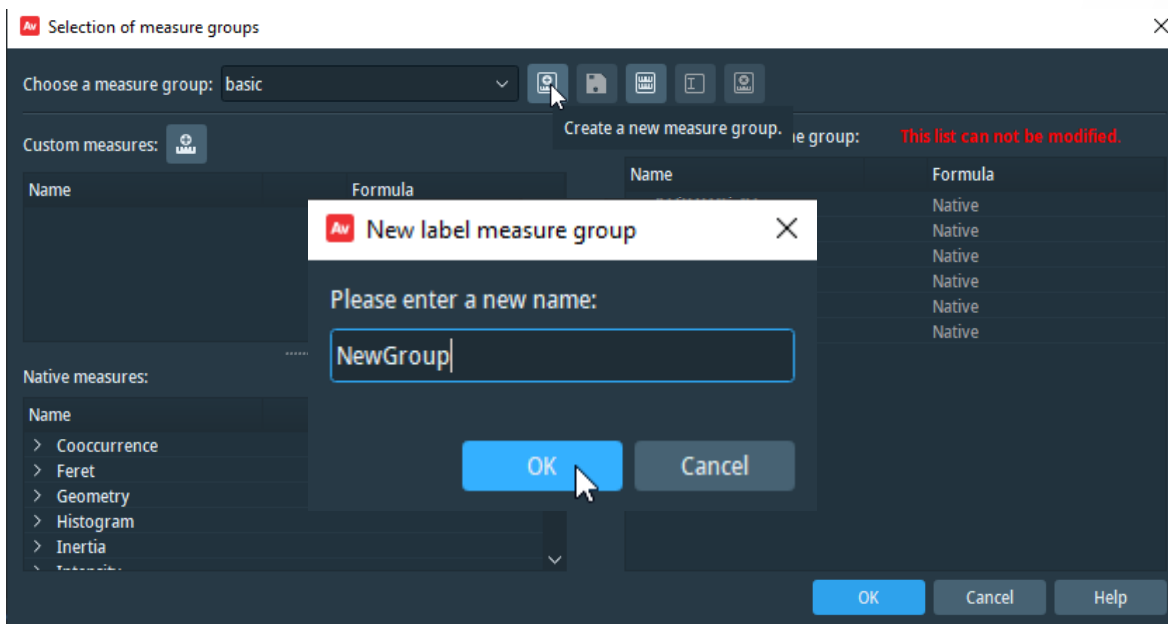 Av Selection of measure groups
Choose a measure group: basic
Create a new measure group.
Custom measures:
e group: This list can not be modified.
Name Formula
Name Formula
Native
Native
Native
Native
Native
Native
Av New label measure group
Please enter a new name:
NewGroup
OK Cancel
Native measures:
Name
Cooccurrence
Feret
Geometry
Histogram
Inertia
OK Cancel Help